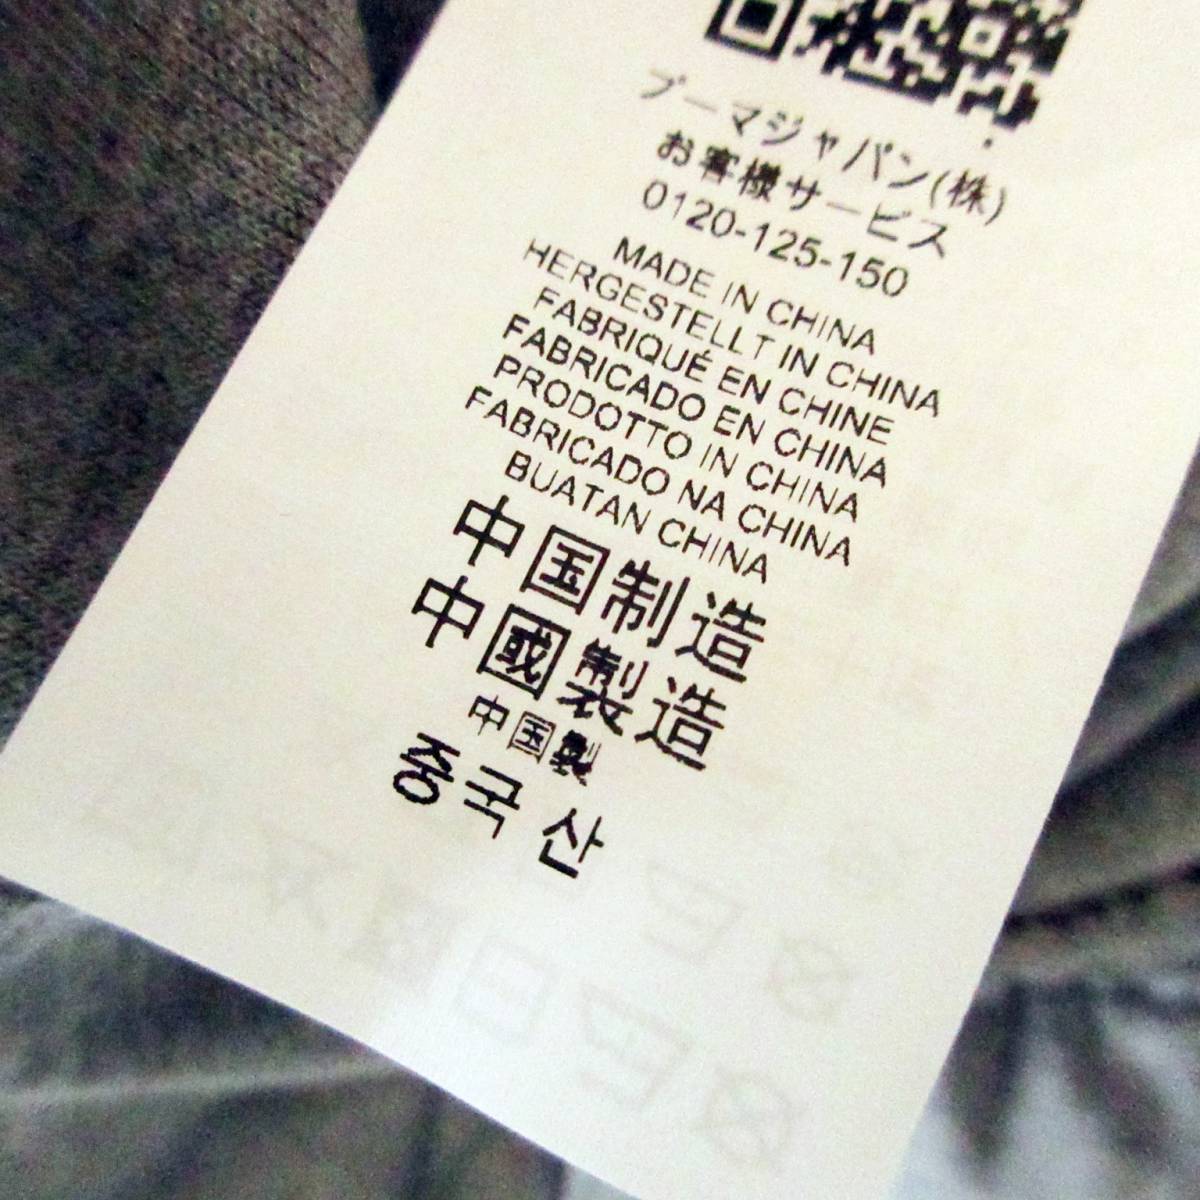 プーマジャパン(株)
お客様サービス
0120-125-150
MADE IN CHINA
HERGESTELLT IN CHINA
FABRIQUÉ EN CHINE
FABRICADO EN CHINA
PRODOTTO IN CHINA
FABRICADO NA CHINA
BUATAN CHINA
中国制造
中國製造
中国製
중국 산